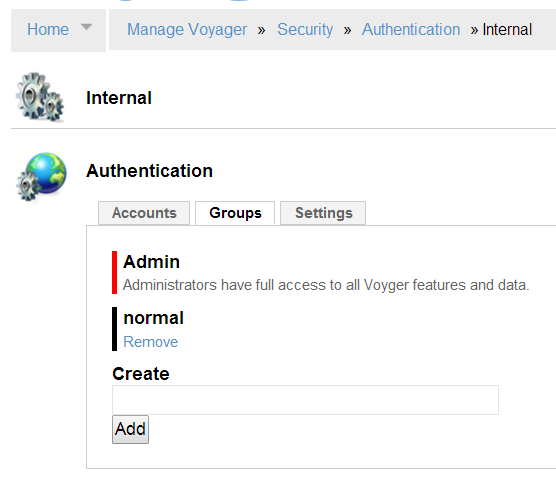 Home Manage Voyager » Security » Authentication » Internal
Internal
Authentication
Accounts Groups Settings
Admin
Administrators have full access to all Voyger features and data.
normal
Remove
Create
Add